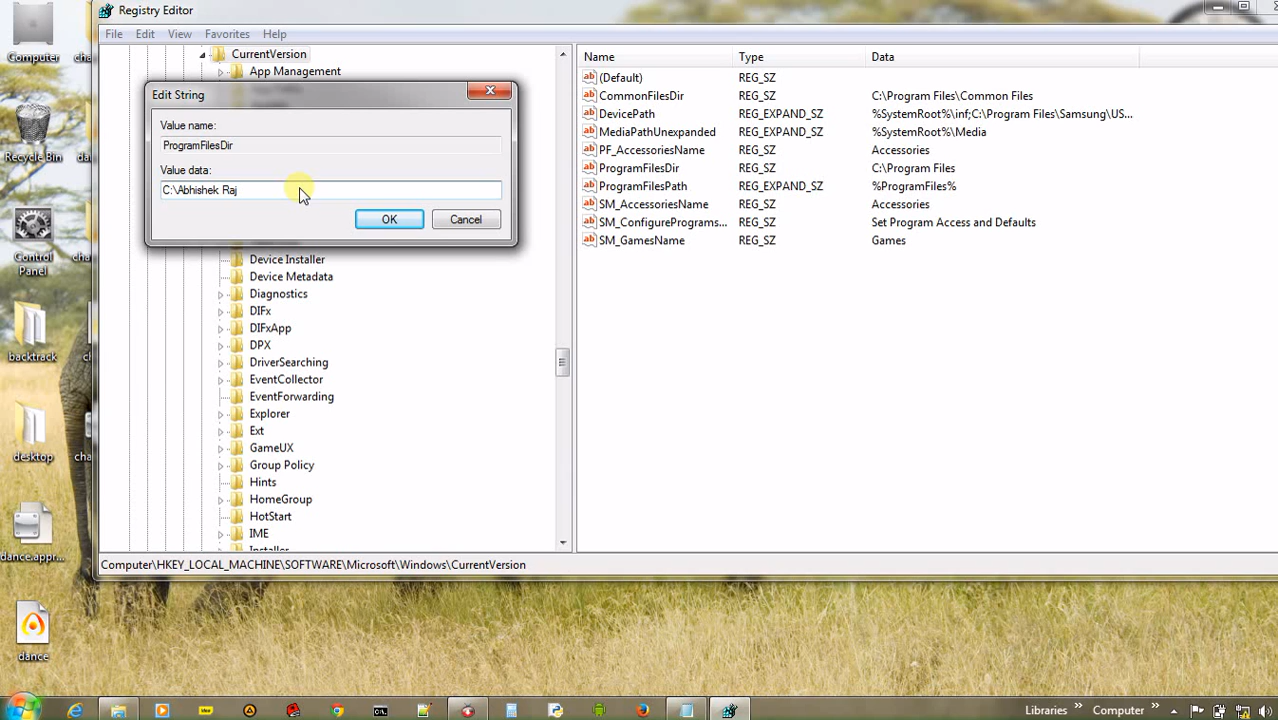 Registry Editor
File Edit View Favorites Help
Computer
Recycle Bin
Control Panel
backtrack
desktop
dance.appr...
dance
CurrentVersion
App Management
Edit String
Value name:
ProgramFilesDir
Value data:
C:\Abhishek Raj
OK Cancel
Device Installer
Device Metadata
Diagnostics
DIFx
DIFxApp
DPX
DriverSearching
EventCollector
EventForwarding
Explorer
Ext
GameUX
Group Policy
Hints
HomeGroup
HotStart
IME
Installer
Name Type Data
(Default) REG_SZ
CommonFilesDir REG_SZ C:\Program Files\Common Files
DevicePath REG_EXPAND_SZ %SystemRoot%\inf;C:\Program Files\Samsung\US...
MediaPathUnexpanded REG_EXPAND_SZ %SystemRoot%\Media
PF_AccessoriesName REG_SZ Accessories
ProgramFilesDir REG_SZ C:\Program Files
ProgramFilesPath REG_EXPAND_SZ %ProgramFiles%
SM_AccessoriesName REG_SZ Accessories
SM_ConfigurePrograms... REG_SZ Set Program Access and Defaults
SM_GamesName REG_SZ Games
Computer\HKEY_LOCAL_MACHINE\SOFTWARE\Microsoft\Windows\CurrentVersion
Libraries » Computer »